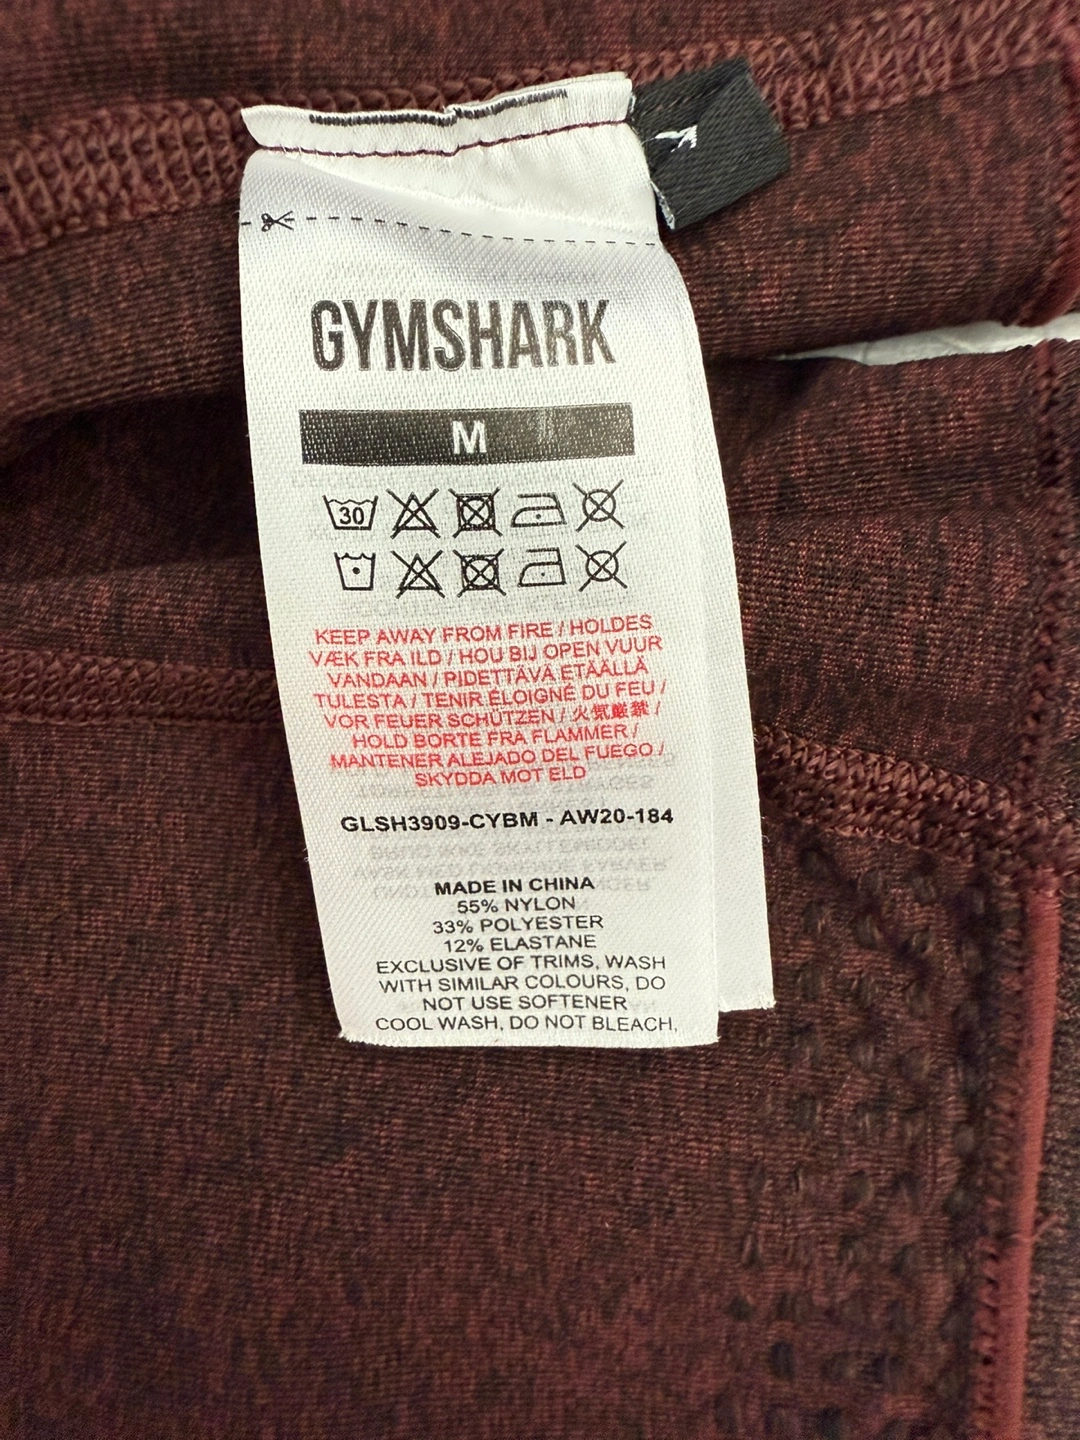 GYMSHARK
M
30
KEEP AWAY FROM FIRE / HOLDES
VÆK FRA ILD / HOU BIJ OPEN VUUR
VANDAAN / PIDETTÄVÄ ETÄÄLLÄ
TULESTA / TENIR ÉLOIGNÉ DU FEU /
VOR FEUER SCHÜTZEN / 火気厳禁 /
HOLD BORTE FRA FLAMMER /
MANTENER ALEJADO DEL FUEGO /
SKYDDA MOT ELD
GLSH3909-CYBM - AW20-184
MADE IN CHINA
55% NYLON
33% POLYESTER
12% ELASTANE
EXCLUSIVE OF TRIMS, WASH
WITH SIMILAR COLOURS, DO
NOT USE SOFTENER
COOL WASH, DO NOT BLEACH,